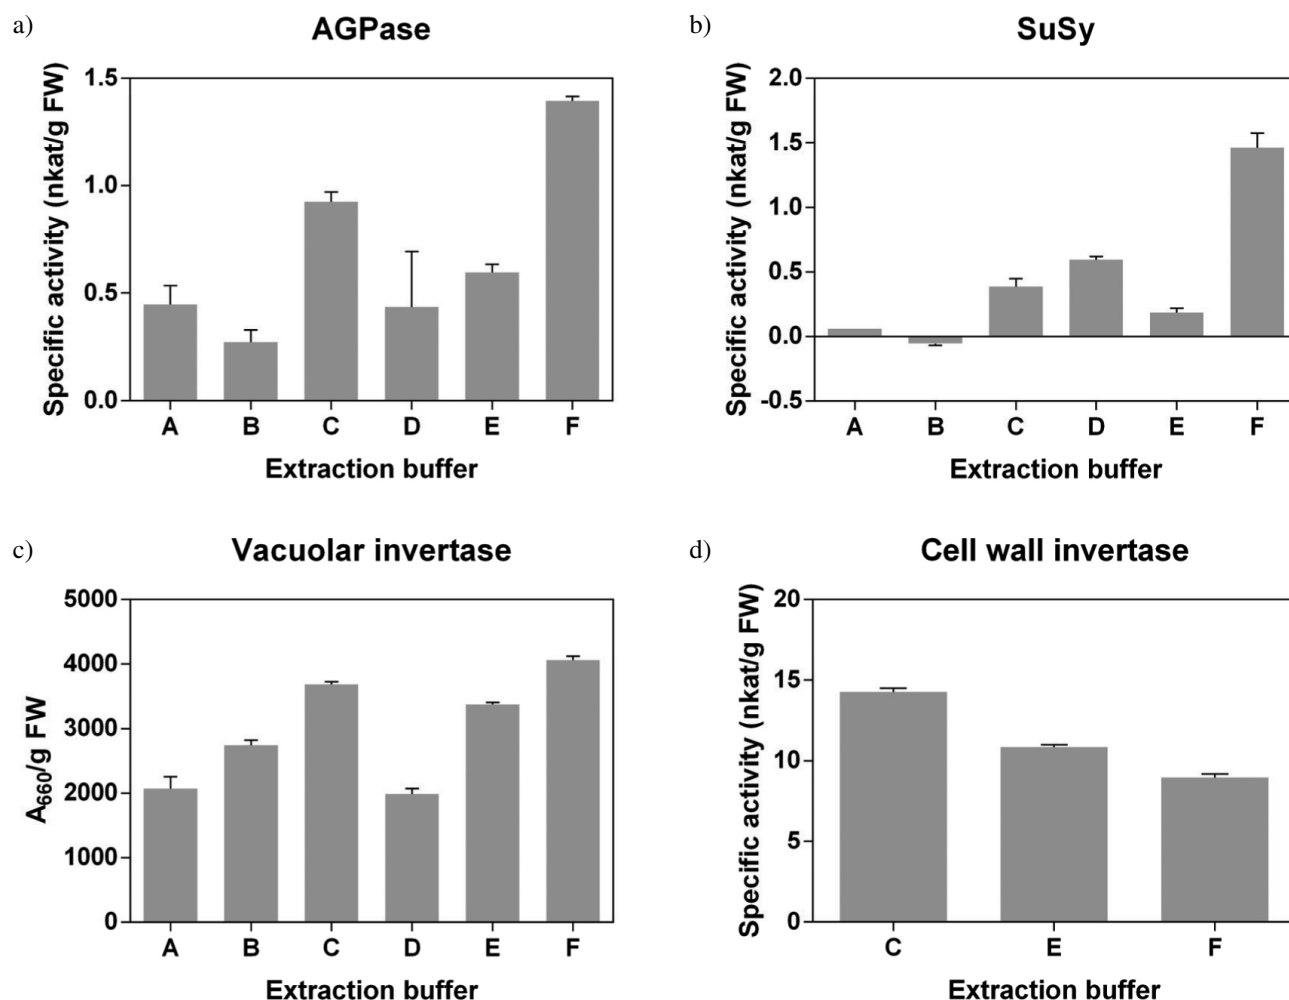 a)
AGPase
Specific activity (nkat/g FW)
1.5
1.0
0.5
0.0
A B C D E F
Extraction buffer
b)
SuSy
Specific activity (nkat/g FW)
2.0
1.5
1.0
0.5
0.0
-0.5
A B C D E F
Extraction buffer
c)
Vacuolar invertase
A660/g FW
5000
4000
3000
2000
1000
0
A B C D E F
Extraction buffer
d)
Cell wall invertase
Specific activity (nkat/g FW)
20
15
10
5
0
C E F
Extraction buffer